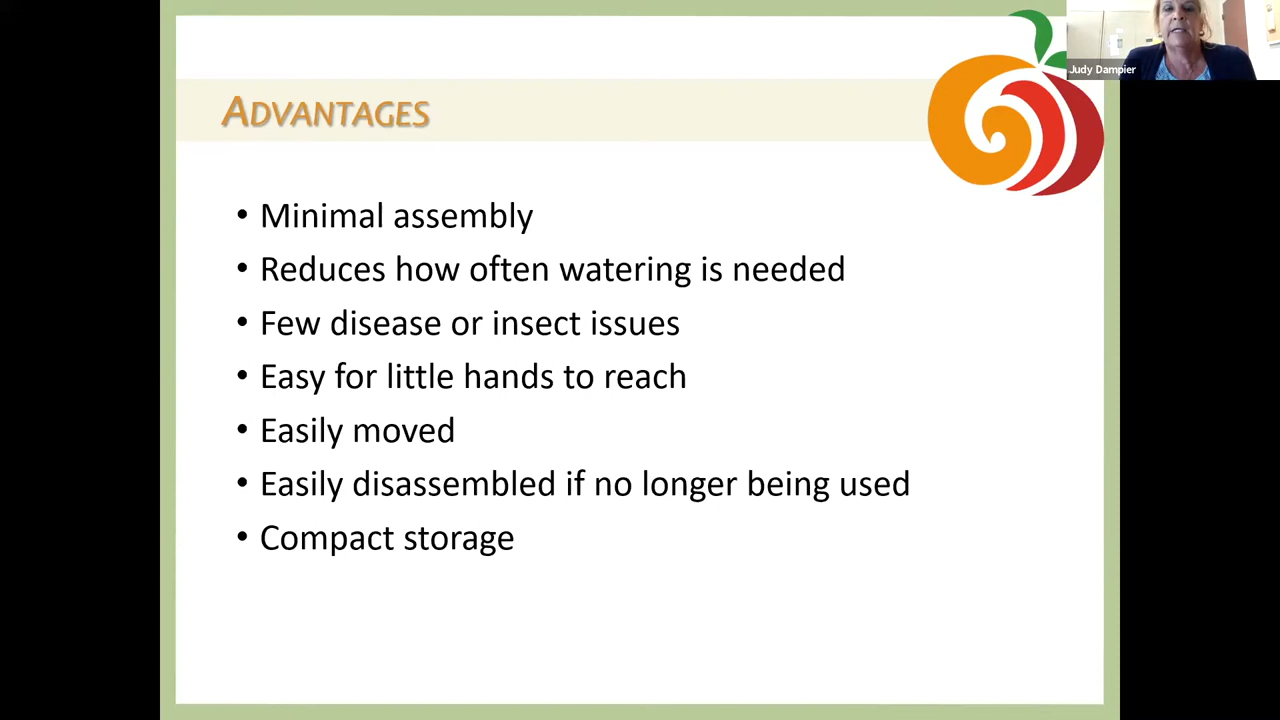 Judy Dampier
ADVANTAGES
• Minimal assembly
• Reduces how often watering is needed
• Few disease or insect issues
• Easy for little hands to reach
• Easily moved
• Easily disassembled if no longer being used
• Compact storage